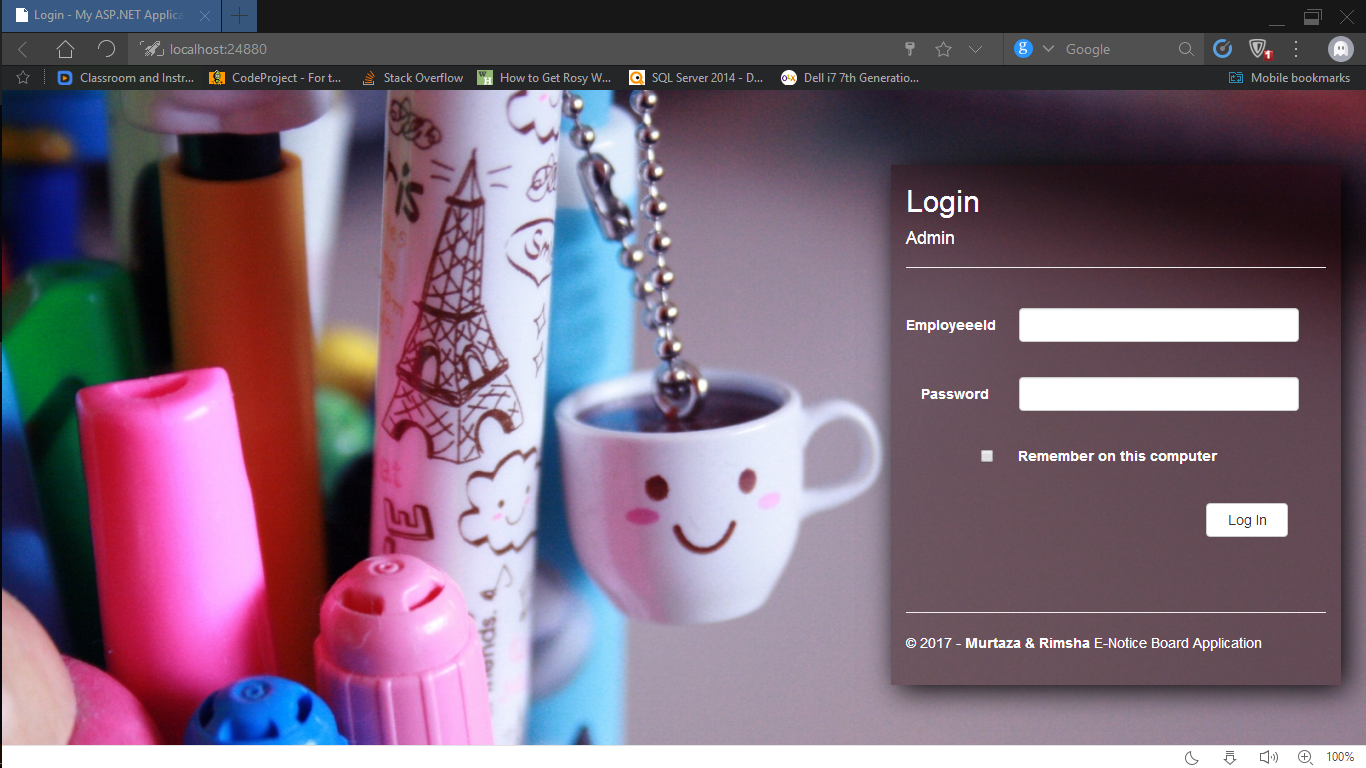 Login - My ASP.NET Applica
localhost:24880
Google
1
Classroom and Instr...
CodeProject - For t...
Stack Overflow
How to Get Rosy W...
SQL Server 2014 - D...
Dell i7 7th Generatio...
Mobile bookmarks
Login
Admin
EmployeeeId
Password
Remember on this computer
Log In
© 2017 - Murtaza & Rimsha E-Notice Board Application
100%